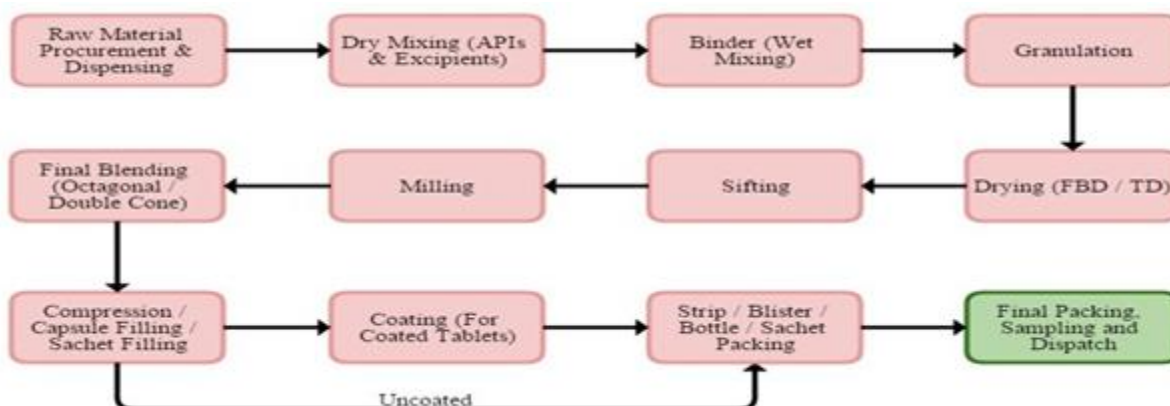 Raw Material
Procurement &
Dispensing
Dry Mixing (APIs
& Excipients)
Binder (Wet
Mixing)
Granulation
Final Blending
(Octagonal /
Double Cone)
Milling
Sifting
Drying (FBD / TD)
Compression /
Capsule Filling /
Sachet Filling
Coating (For
Coated Tablets)
Strip / Blister /
Bottle / Sachet
Packing
Final Packing,
Sampling and
Dispatch
Uncoated